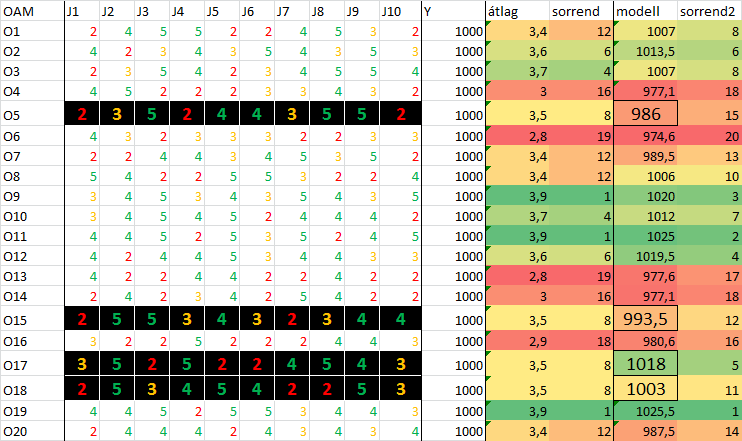 OAM J1 J2 J3 J4 J5 J6 J7 J8 J9 J10 Y átlag sorrend modell sorrend2
O1 2 4 5 5 2 2 4 5 3 2 1000 3,4 12 1007 8
O2 4 2 3 4 3 5 4 3 5 3 1000 3,6 6 1013,5 6
O3 2 3 5 4 2 3 4 5 5 4 1000 3,7 4 1007 8
O4 4 5 2 2 2 3 3 4 3 2 1000 3 16 977,1 18
O5 2 3 5 2 4 4 3 5 5 2 1000 3,5 8 986 15
O6 4 3 2 3 3 3 2 2 3 3 1000 2,8 19 974,6 20
O7 2 2 4 4 3 4 5 3 5 2 1000 3,4 12 989,5 13
O8 5 4 2 2 5 5 3 2 2 4 1000 3,4 12 1006 10
O9 3 4 5 3 4 3 5 4 3 5 1000 3,9 1 1020 3
O10 3 4 5 4 5 2 4 4 4 2 1000 3,7 4 1012 7
O11 4 4 5 2 5 3 5 2 4 5 1000 3,9 1 1025 2
O12 4 2 4 4 5 3 4 4 3 3 1000 3,6 6 1019,5 4
O13 4 2 4 2 4 2 2 2 4 2 1000 2,8 19 977,6 17
O14 2 4 2 3 4 2 5 4 2 2 1000 3 16 977,1 18
O15 2 5 5 3 4 3 2 3 4 4 1000 3,5 8 993,5 12
O16 3 2 2 5 2 2 2 4 4 3 1000 2,9 18 980,6 16
O17 3 5 2 5 2 2 4 5 4 3 1000 3,5 8 1018 5
O18 2 5 3 4 5 4 2 2 5 3 1000 3,5 8 1003 11
O19 4 4 5 2 5 5 3 4 4 3 1000 3,9 1 1025,5 1
O20 2 4 4 4 2 4 3 4 3 4 1000 3,4 12 987,5 14